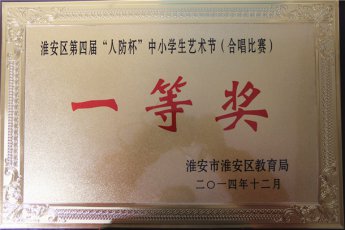 淮安区第四届“人防杯”中小学生艺术节（合唱比赛）
一等奖
淮安市淮安区教育局
二〇一四年十二月